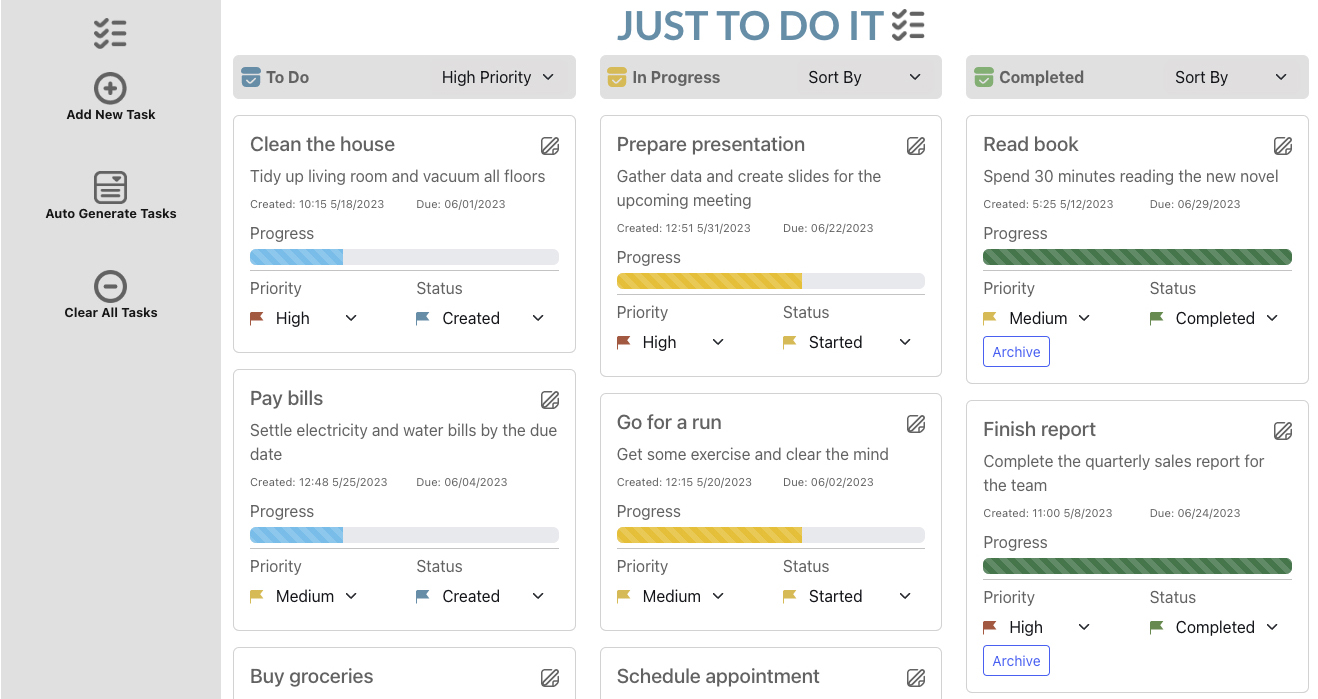 JUST TO DO IT
Add New Task
Auto Generate Tasks
Clear All Tasks
To Do
High Priority
Clean the house
Tidy up living room and vacuum all floors
Created: 10:15 5/18/2023 Due: 06/01/2023
Progress
Priority Status
High Created
Pay bills
Settle electricity and water bills by the due
date
Created: 12:48 5/25/2023 Due: 06/04/2023
Progress
Priority Status
Medium Created
Buy groceries
In Progress
Sort By
Prepare presentation
Gather data and create slides for the
upcoming meeting
Created: 12:51 5/31/2023 Due: 06/22/2023
Progress
Priority Status
High Started
Go for a run
Get some exercise and clear the mind
Created: 12:15 5/20/2023 Due: 06/02/2023
Progress
Priority Status
Medium Started
Schedule appointment
Completed
Sort By
Read book
Spend 30 minutes reading the new novel
Created: 5:25 5/12/2023 Due: 06/29/2023
Progress
Priority Status
Medium Completed
Archive
Finish report
Complete the quarterly sales report for
the team
Created: 11:00 5/8/2023 Due: 06/24/2023
Progress
Priority Status
High Completed
Archive